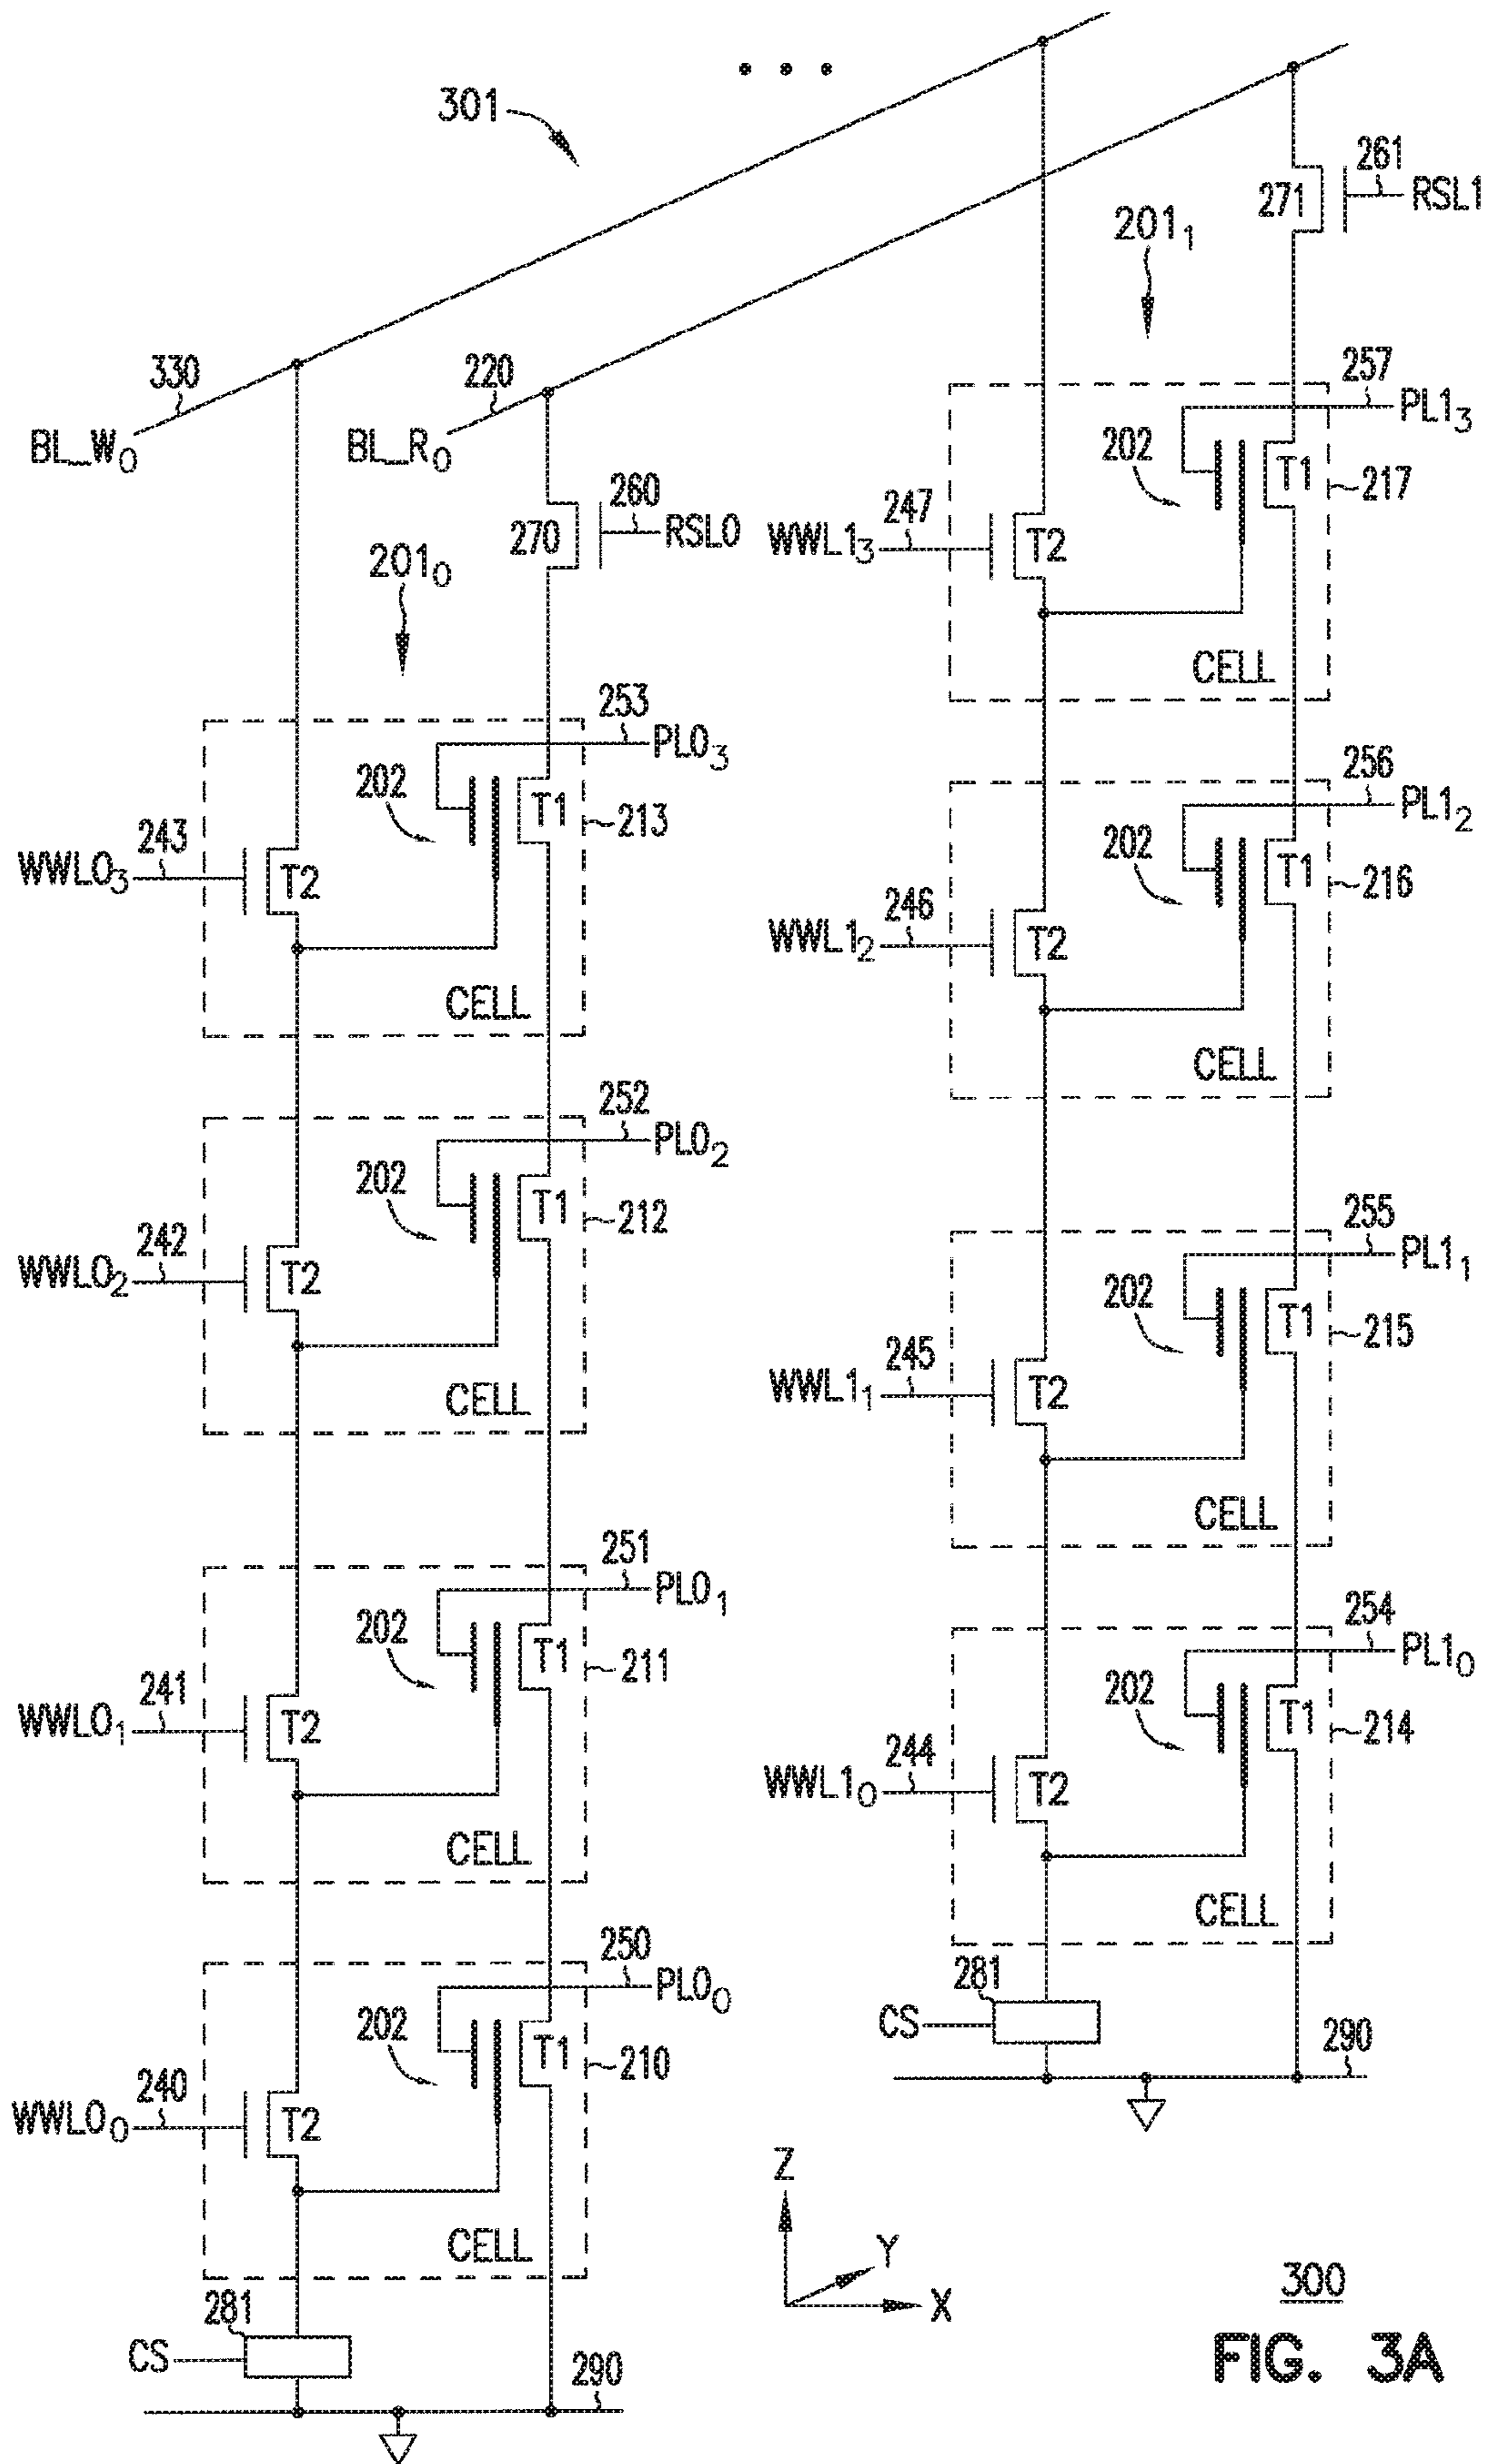 301
261
271
RSL1
201₁
330
220
257
BL_W₀
BL_R₀
PL1₃
202
T1
217
260
270
RSL0
247
WWL1₃
T2
201₀
CELL
253
PL0₃
202
T1
213
256
PL1₂
243
WWL0₃
T2
202
T1
216
246
WWL1₂
T2
CELL
CELL
252
PL0₂
202
T1
212
255
PL1₁
242
WWL0₂
T2
202
T1
215
245
WWL1₁
T2
CELL
CELL
251
PL0₁
202
T1
211
254
PL1₀
241
WWL0₁
T2
202
T1
214
244
WWL1₀
T2
CELL
CELL
250
PL0₀
281
CS
202
T1
210
290
240
WWL0₀
T2
Z
CELL
Y
X
300
281
CS
290
FIG. 3A